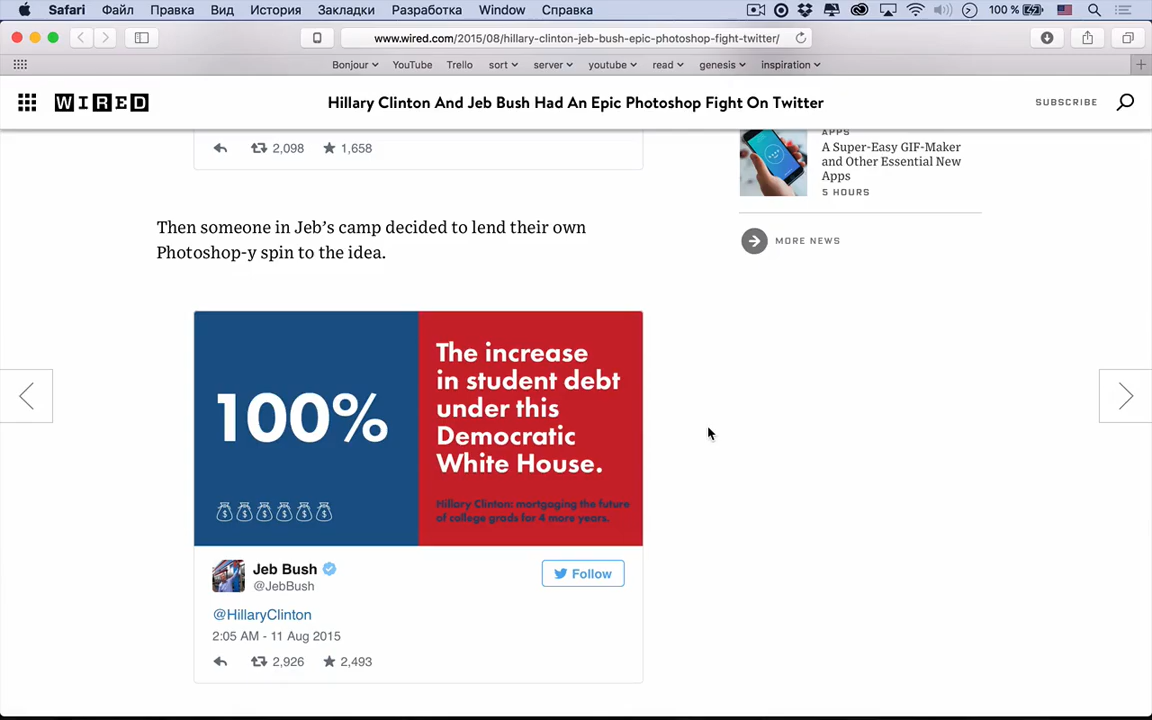 Safari Файл Правка Вид История Закладки Разработка Window Справка 100 %
www.wired.com/2015/08/hillary-clinton-jeb-bush-epic-photoshop-fight-twitter/
Bonjour YouTube Trello sort server youtube read genesis inspiration
WIRED
Hillary Clinton And Jeb Bush Had An Epic Photoshop Fight On Twitter
SUBSCRIBE
2,098 1,658
APPS
A Super-Easy GIF-Maker
and Other Essential New
Apps
5 HOURS
MORE NEWS
Then someone in Jeb’s camp decided to lend their own
Photoshop-y spin to the idea.
100%
The increase
in student debt
under this
Democratic
White House.
Hillary Clinton: mortgaging the future
of college grads for 4 more years.
Jeb Bush
@JebBush
Follow
@HillaryClinton
2:05 AM - 11 Aug 2015
2,926 2,493